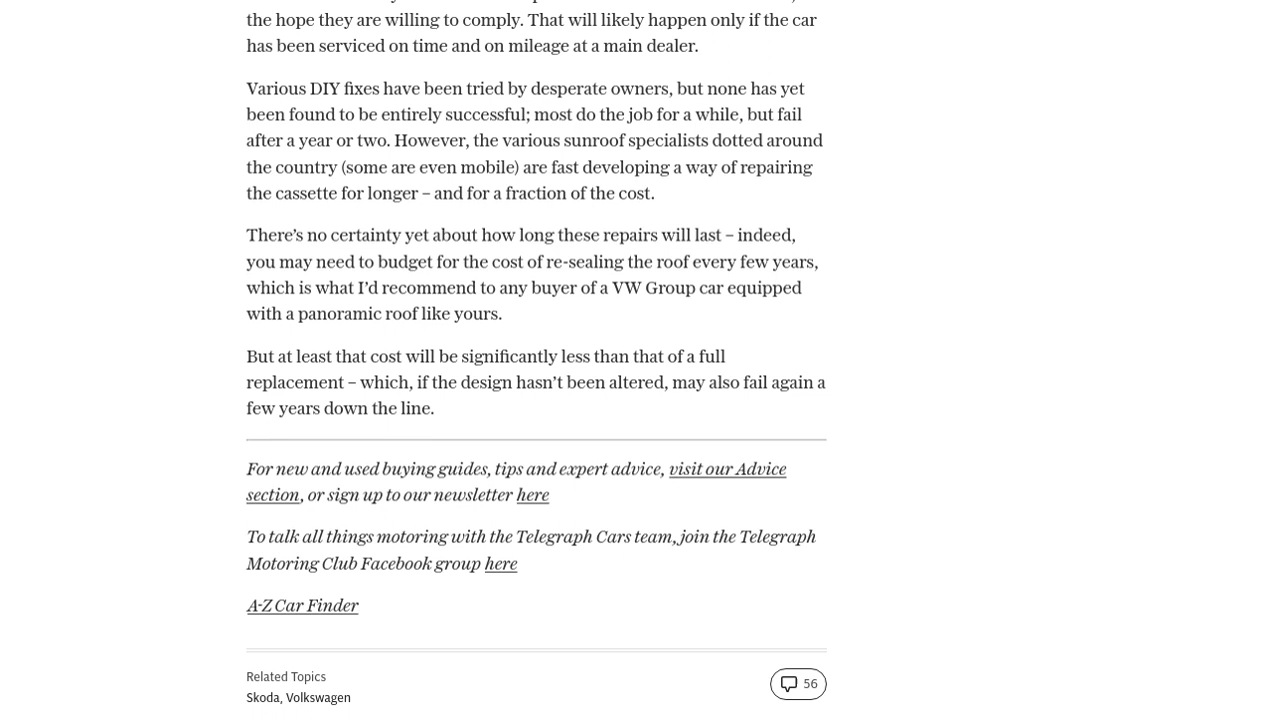 the hope they are willing to comply. That will likely happen only if the car
has been serviced on time and on mileage at a main dealer.
Various DIY fixes have been tried by desperate owners, but none has yet
been found to be entirely successful; most do the job for a while, but fail
after a year or two. However, the various sunroof specialists dotted around
the country (some are even mobile) are fast developing a way of repairing
the cassette for longer – and for a fraction of the cost.
There’s no certainty yet about how long these repairs will last – indeed,
you may need to budget for the cost of re-sealing the roof every few years,
which is what I’d recommend to any buyer of a VW Group car equipped
with a panoramic roof like yours.
But at least that cost will be significantly less than that of a full
replacement – which, if the design hasn’t been altered, may also fail again a
few years down the line.
For new and used buying guides, tips and expert advice, visit our Advice
section, or sign up to our newsletter here
To talk all things motoring with the Telegraph Cars team, join the Telegraph
Motoring Club Facebook group here
A-Z Car Finder
Related Topics
Skoda, Volkswagen
56